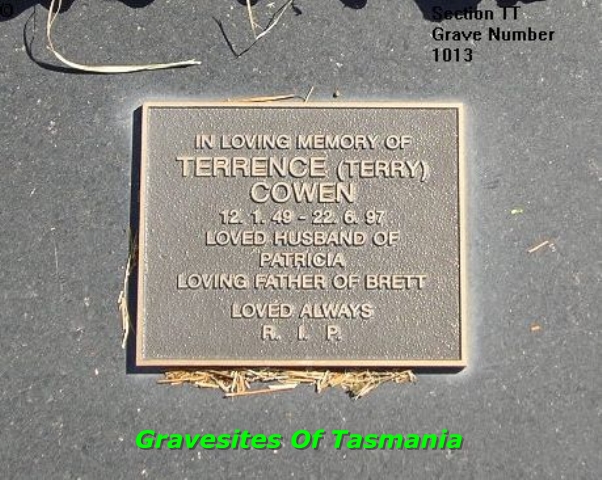 ©
Section TT
Grave Number
1013
IN LOVING MEMORY OF
TERRENCE (TERRY)
COWEN
12. 1. 49 - 22. 6. 97
LOVED HUSBAND OF
PATRICIA
LOVING FATHER OF BRETT
LOVED ALWAYS
R. I. P.
Gravesites Of Tasmania